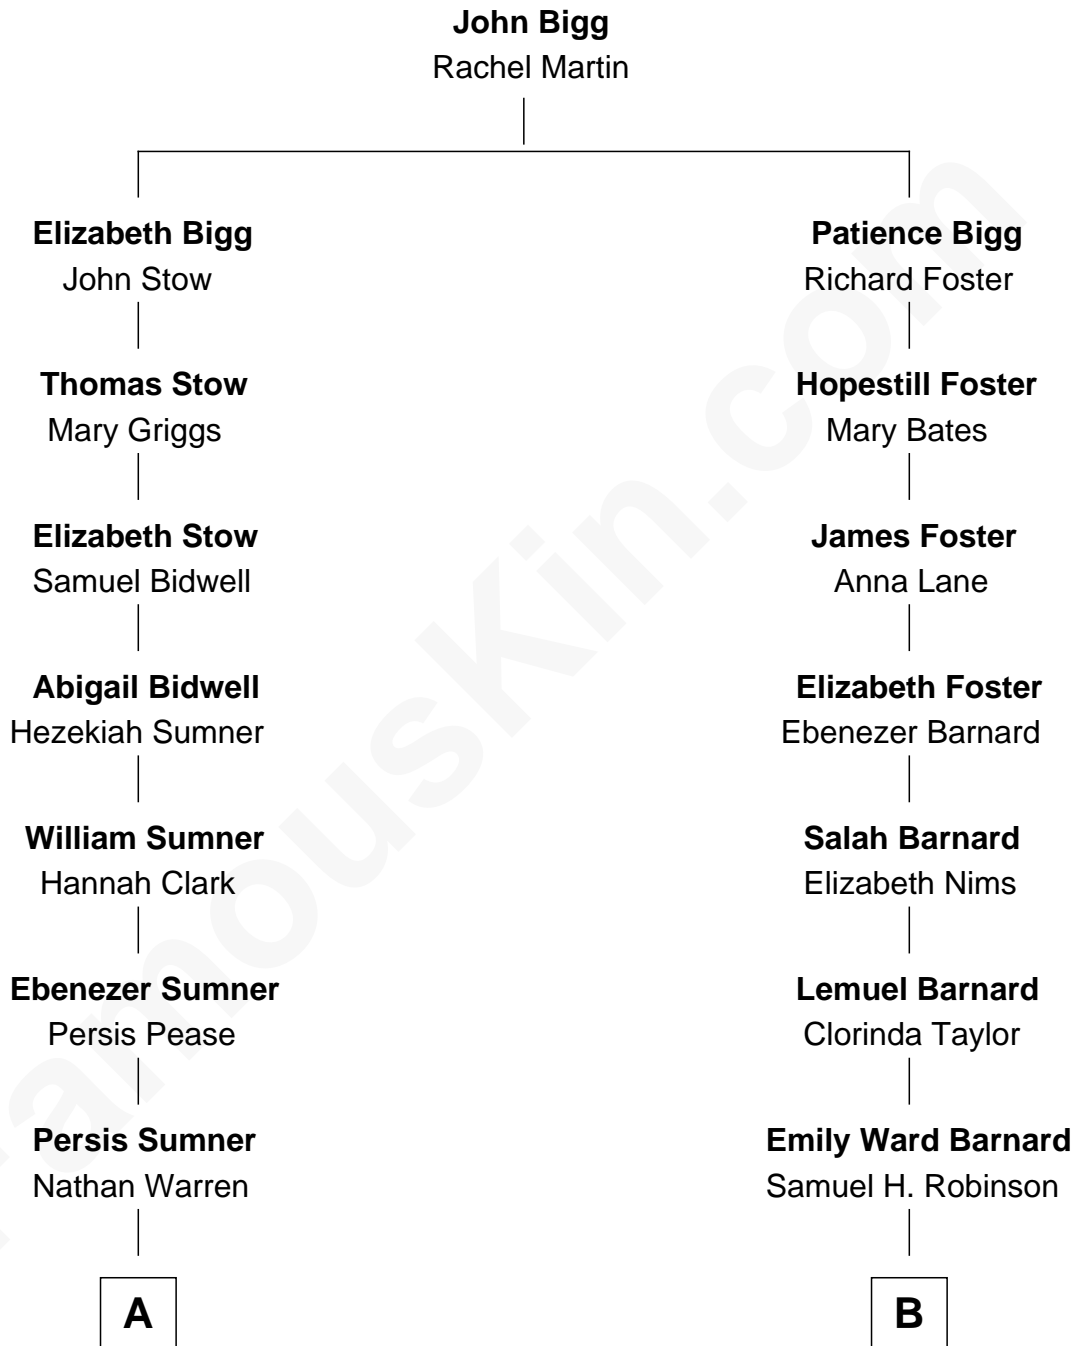 John Bigg
Rachel Martin
Elizabeth Bigg
John Stow
Patience Bigg
Richard Foster
Thomas Stow
Mary Griggs
Hopestill Foster
Mary Bates
Elizabeth Stow
Samuel Bidwell
James Foster
Anna Lane
Abigail Bidwell
Hezekiah Sumner
Elizabeth Foster
Ebenezer Barnard
William Sumner
Hannah Clark
Salah Barnard
Elizabeth Nims
Ebenezer Sumner
Persis Pease
Lemuel Barnard
Clorinda Taylor
Persis Sumner
Nathan Warren
Emily Ward Barnard
Samuel H. Robinson
A
B
FamousKin.com